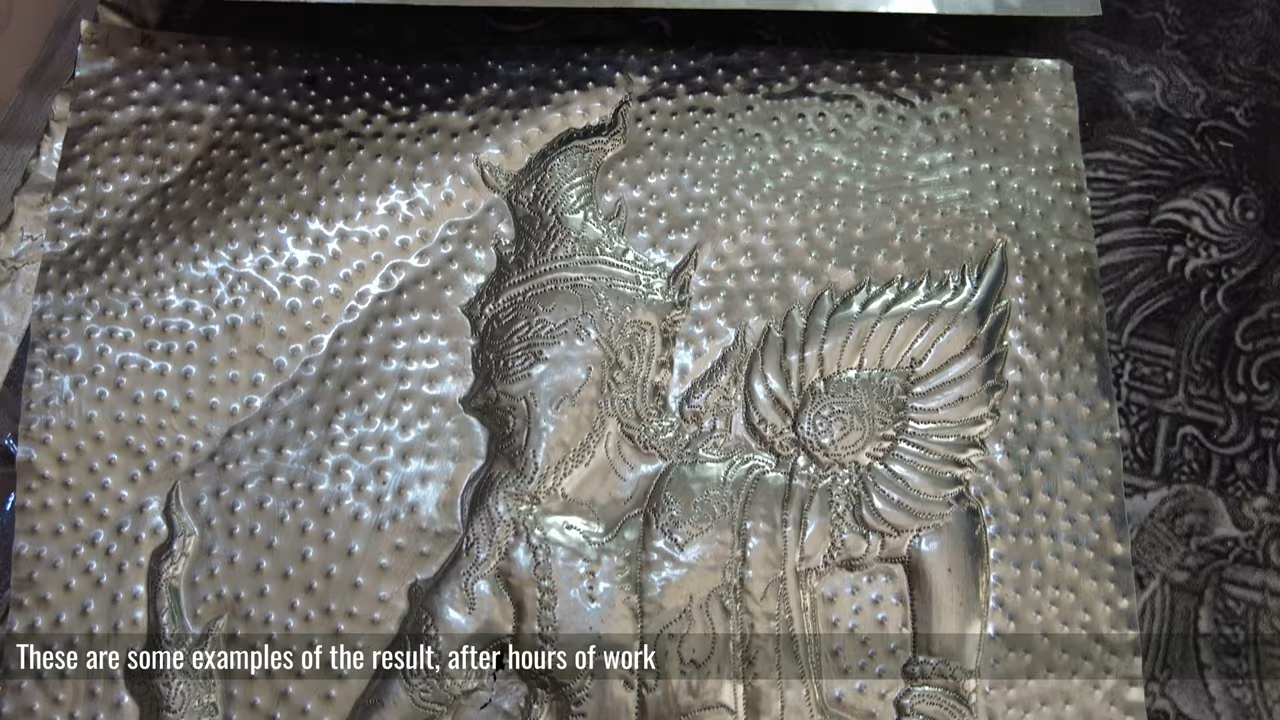 These are some examples of the result, after hours of work